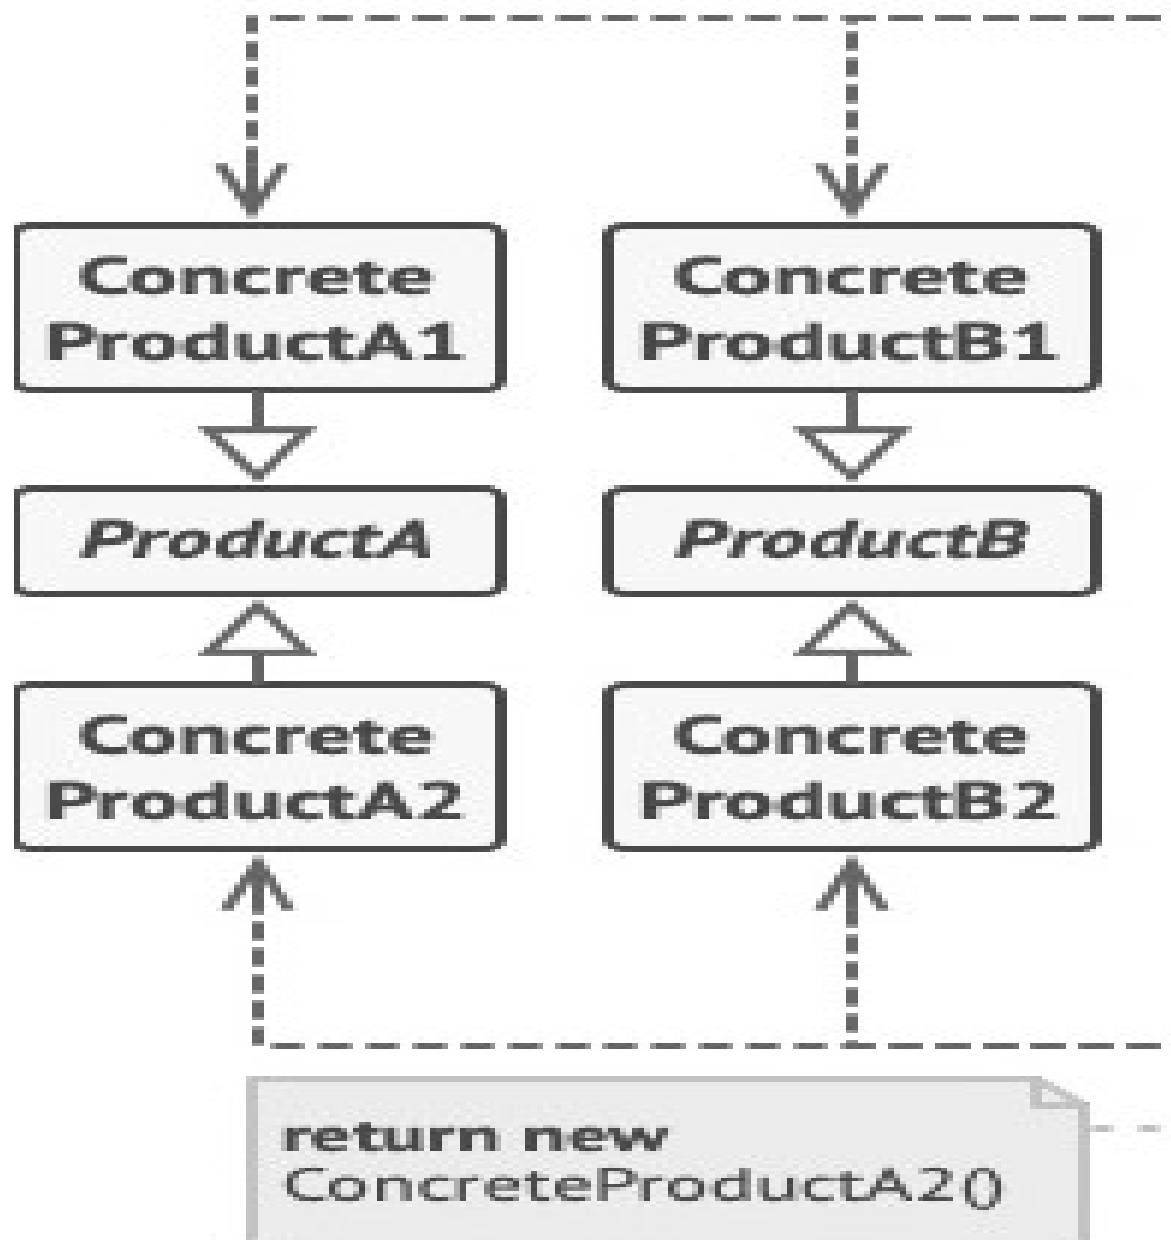 Concrete
ProductA1
Concrete
ProductB1
ProductA
ProductB
Concrete
ProductA2
Concrete
ProductB2
return new
ConcreteProductA2()